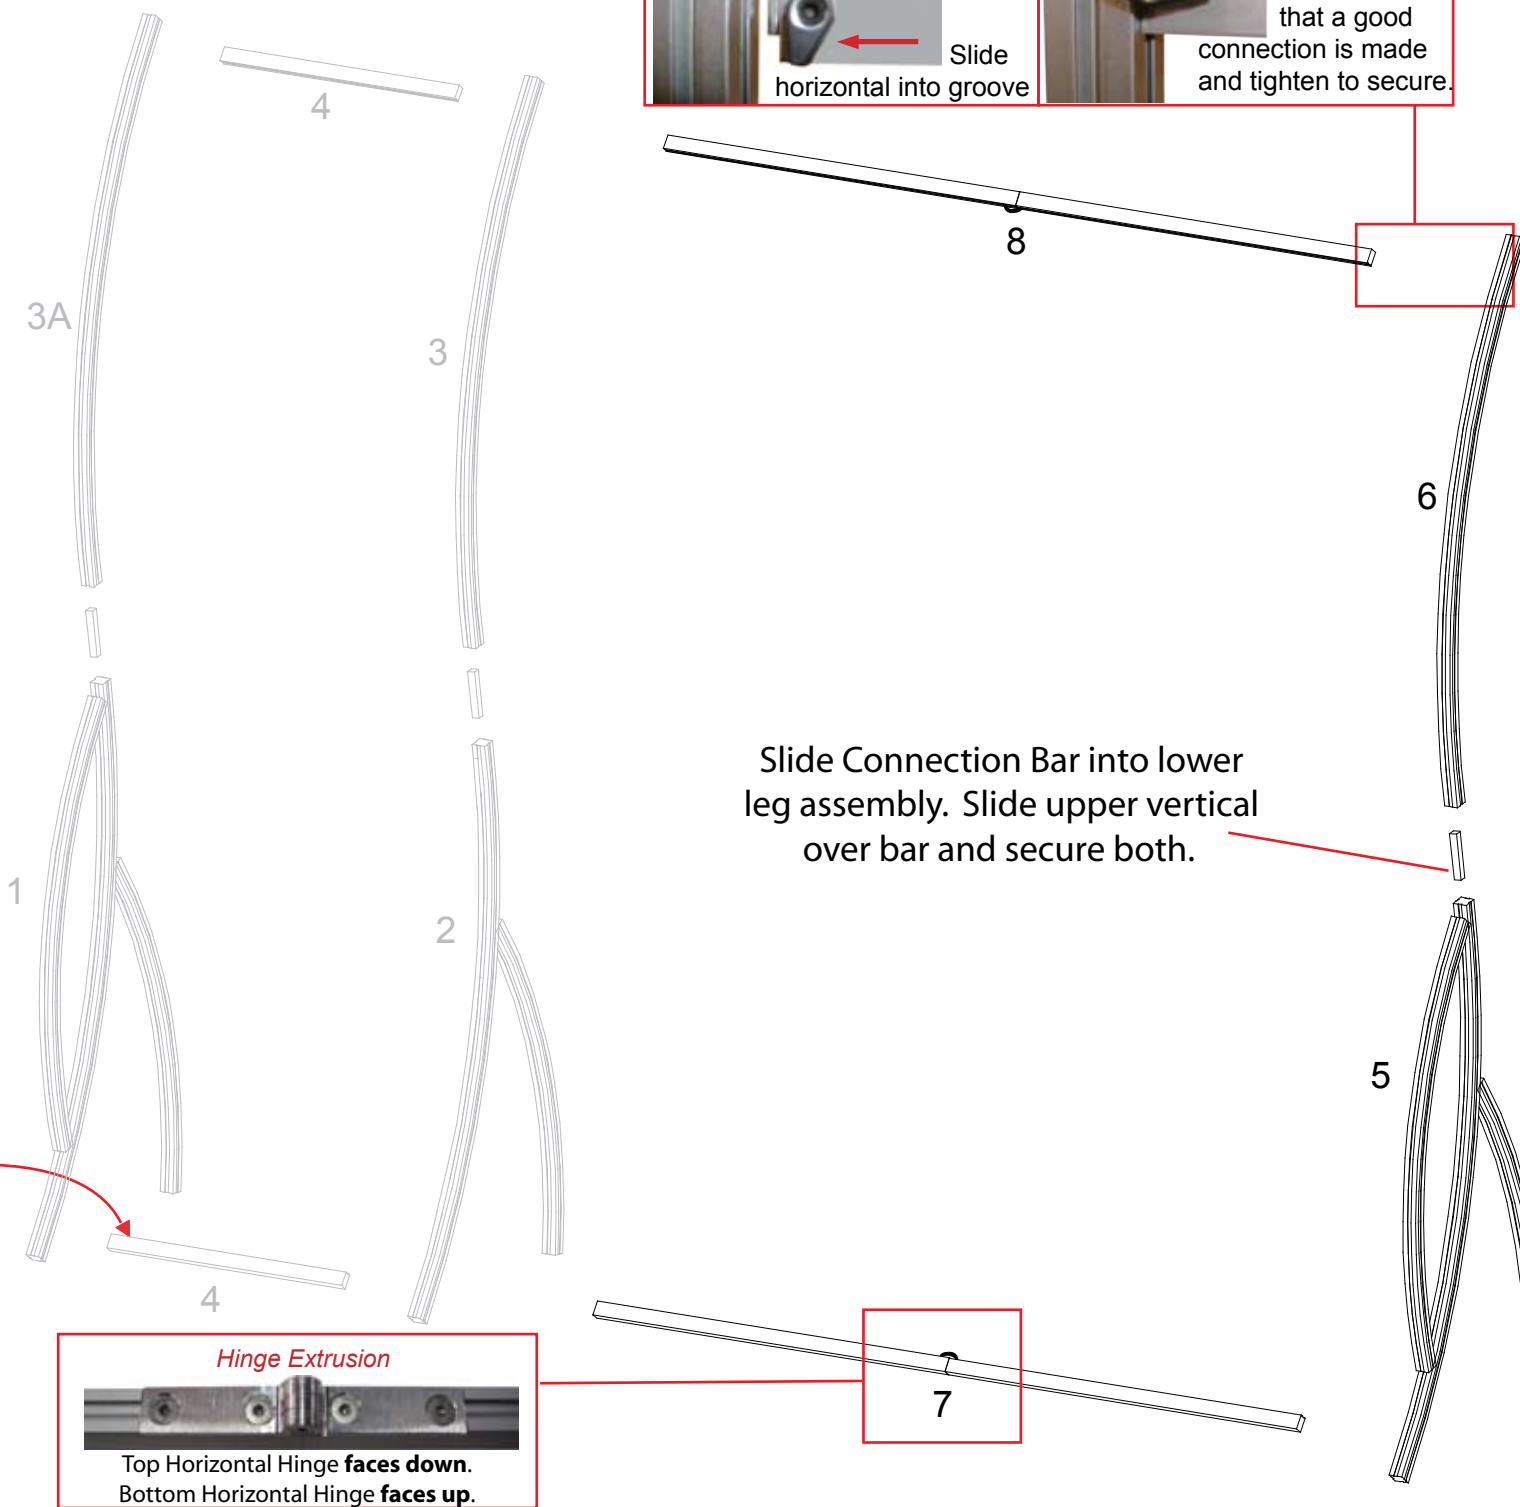 Slide
horizontal into groove
that a good
connection is made
and tighten to secure.
4
8
3A
3
6
Slide Connection Bar into lower
leg assembly. Slide upper vertical
over bar and secure both.
1
2
5
4
7
Hinge Extrusion
Top Horizontal Hinge faces down.
Bottom Horizontal Hinge faces up.